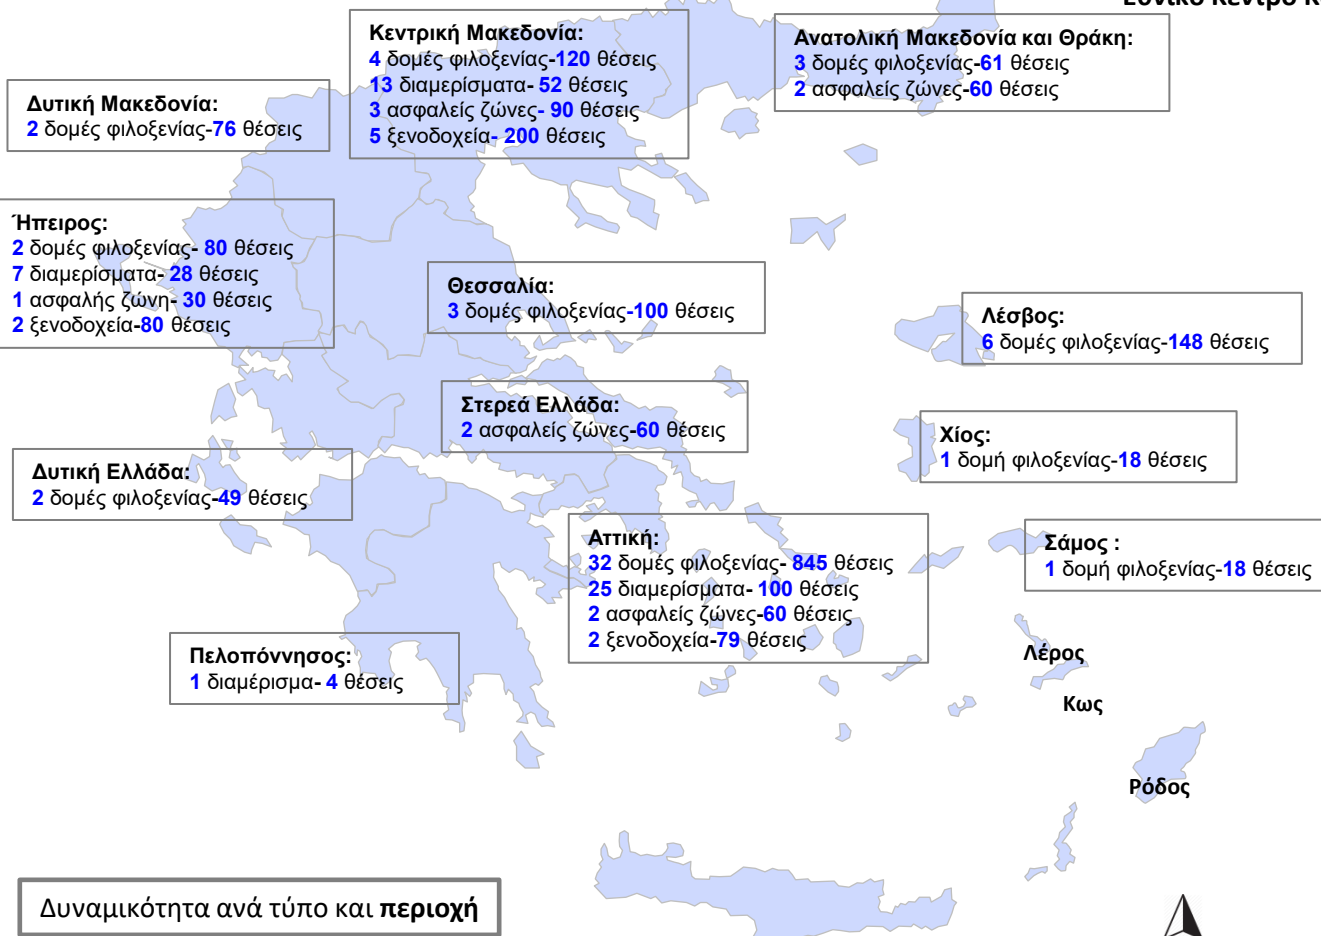 Εθνικό Κέντρο
Κεντρική Μακεδονία:
4 δομές φιλοξενίας-120 θέσεις
13 διαμερίσματα- 52 θέσεις
3 ασφαλείς ζώνες- 90 θέσεις
5 ξενοδοχεία- 200 θέσεις
Ανατολική Μακεδονία και Θράκη:
3 δομές φιλοξενίας-61 θέσεις
2 ασφαλείς ζώνες-60 θέσεις
Δυτική Μακεδονία:
2 δομές φιλοξενίας-76 θέσεις
Ήπειρος:
2 δομές φιλοξενίας- 80 θέσεις
7 διαμερίσματα- 28 θέσεις
1 ασφαλής ζώνη- 30 θέσεις
2 ξενοδοχεία-80 θέσεις
Θεσσαλία:
3 δομές φιλοξενίας-100 θέσεις
Λέσβος:
6 δομές φιλοξενίας-148 θέσεις
Στερεά Ελλάδα:
2 ασφαλείς ζώνες-60 θέσεις
Χίος:
1 δομή φιλοξενίας-18 θέσεις
Δυτική Ελλάδα:
2 δομές φιλοξενίας-49 θέσεις
Αττική:
32 δομές φιλοξενίας- 845 θέσεις
25 διαμερίσματα- 100 θέσεις
2 ασφαλείς ζώνες-60 θέσεις
2 ξενοδοχεία-79 θέσεις
Σάμος :
1 δομή φιλοξενίας-18 θέσεις
Πελοπόννησος:
1 διαμέρισμα- 4 θέσεις
Λέρος
Κως
Ρόδος
Δυναμικότητα ανά τύπο και περιοχή